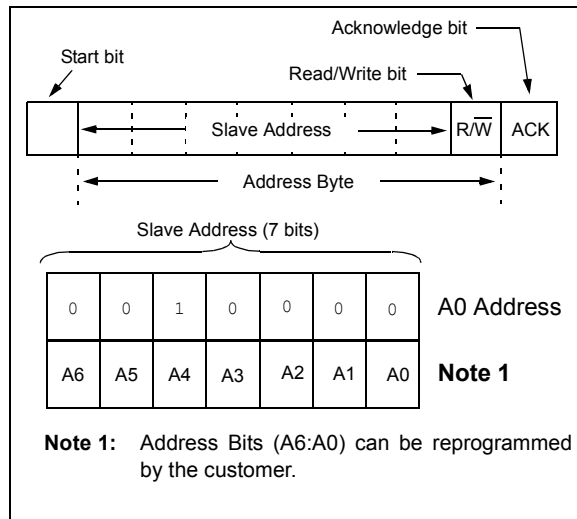 Acknowledge bit
Start bit
Read/Write bit
Slave Address
R/W̅
ACK
Address Byte
Slave Address (7 bits)
0 0 1 0 0 0 0 A0 Address
A6 A5 A4 A3 A2 A1 A0 Note 1
Note 1: Address Bits (A6:A0) can be reprogrammed
by the customer.